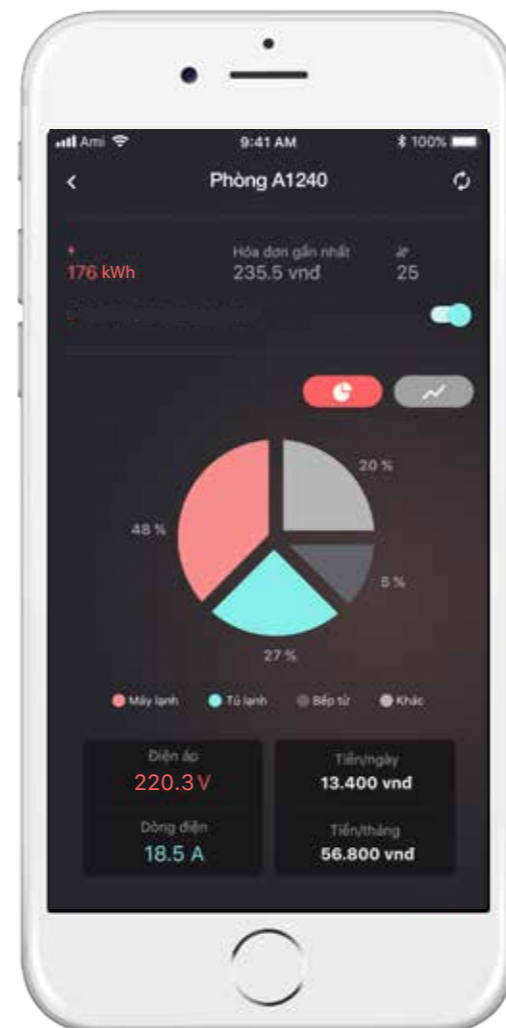 Ami 9:41 AM 100%
Phòng A1240
Hóa đơn gần nhất
176 kWh 235.5 vnđ 25
20 %
48 %
5 %
27 %
Máy lạnh Tủ lạnh Bếp từ Khác
Điện áp Tiền/ngày
220.3 V 13.400 vnđ
Dòng điện Tiền/tháng
18.5 A 56.800 vnđ